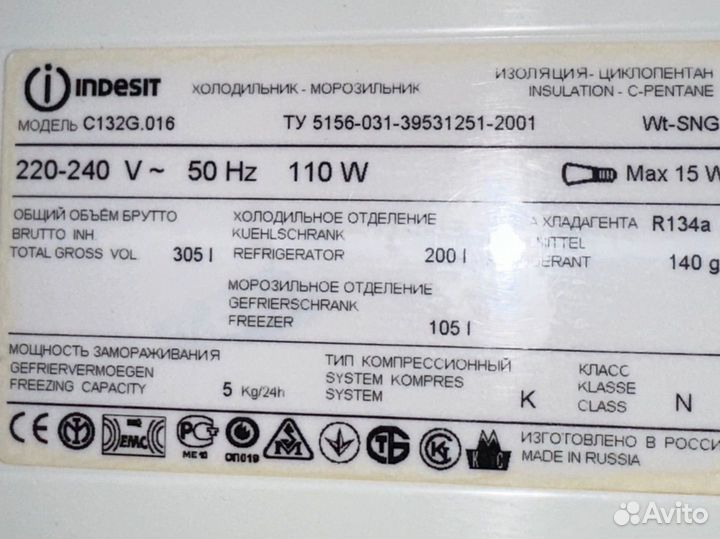 INDESIT
ХОЛОДИЛЬНИК - МОРОЗИЛЬНИК
ИЗОЛЯЦИЯ- ЦИКЛОПЕНТАН
INSULATION - C-PENTANE
МОДЕЛЬ C132G.016
ТУ 5156-031-39531251-2001
Wt-SNG
220-240 V ~ 50 Hz 110 W
Max 15 W
ОБЩИЙ ОБЪЁМ БРУТТО
BRUTTO INH.
TOTAL GROSS VOL 305 l
ХОЛОДИЛЬНОЕ ОТДЕЛЕНИЕ
KUEHLSCHRANK
REFRIGERATOR 200 l
МОРОЗИЛЬНОЕ ОТДЕЛЕНИЕ
GEFRIERSCHRANK
FREEZER 105 l
ХЛАДАГЕНТА R134a
140 g
МОЩНОСТЬ ЗАМОРАЖИВАНИЯ
GEFRIERVERMOEGEN
FREEZING CAPACITY 5 Kg/24h
ТИП КОМПРЕССИОННЫЙ
SYSTEM KOMPRES
SYSTEM K
КЛАСС
KLASSE
CLASS N
CE
EMC
РСТ
ME 10
ОП019
ИЗГОТОВЛЕНО В РОССИ
MADE IN RUSSIA
Avito